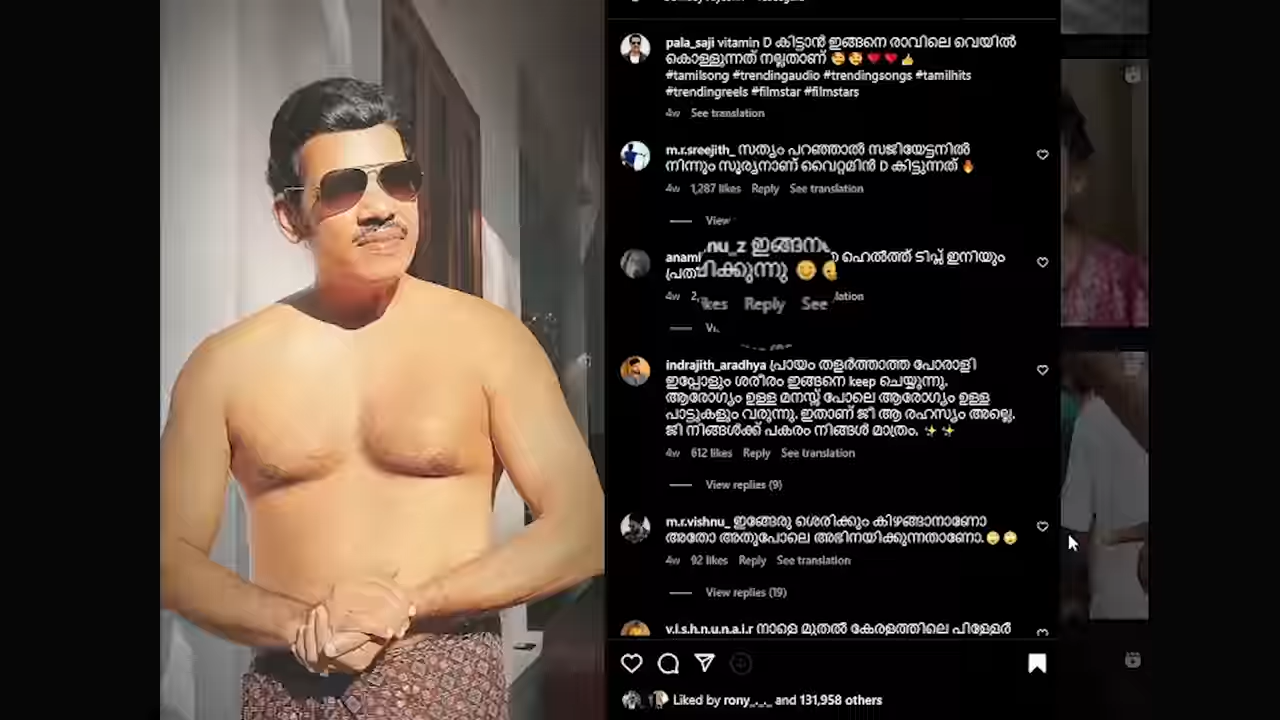 pala_saji vitamin D കിട്ടാൻ ഇങ്ങനെ രാവിലെ വെയിൽ
കൊള്ളുന്നത് നല്ലതാണ് 🥰 🥰 ❤️ ❤️ 👍
#tamilsong #trendingaudio #trendingsongs #tamilhits
#trendingreels #filmstar #filmstars
4w See translation
m.r.sreejith_ സത്യം പറഞ്ഞാൽ സജിയേട്ടനിൽ
നിന്നും സൂര്യനാണ് വൈറ്റമിൻ D കിട്ടുന്നത് 🔥
4w 1,287 likes Reply See translation
View
ഹെൽത്ത് ടിപ്സ് ഇനിയും
4w
Reply See
indrajith_aradhya പ്രായം തളർത്താത്ത പോരാളി
ഇപ്പോളും ശരീരം ഇങ്ങനെ keep ചെയ്യുന്നു.
ആരോഗ്യം ഉള്ള മനസ്സ് പോലെ ആരോഗ്യം ഉള്ള
പാട്ടുകളും വരുന്നു. ഇതാണ് ജീ ആ രഹസ്യം അല്ലെ.
ജീ നിങ്ങൾക്ക് പകരം നിങ്ങൾ മാത്രം. ✨ ✨
4w 612 likes Reply See translation
View replies (9)
m.r.vishnu_ ഇങ്ങേരു ശെരിക്കും കിഴങ്ങാനാണോ
അതോ അതുപോലെ അഭിനയിക്കുന്നതാണോ. 🙄 🙄
4w 92 likes Reply See translation
View replies (19)
v.i.s.h.n.u.n.a.i.r നാളെ മുതൽ കേരളത്തിലെ പിള്ളേർ
Liked by rony_._._ and 131,958 others